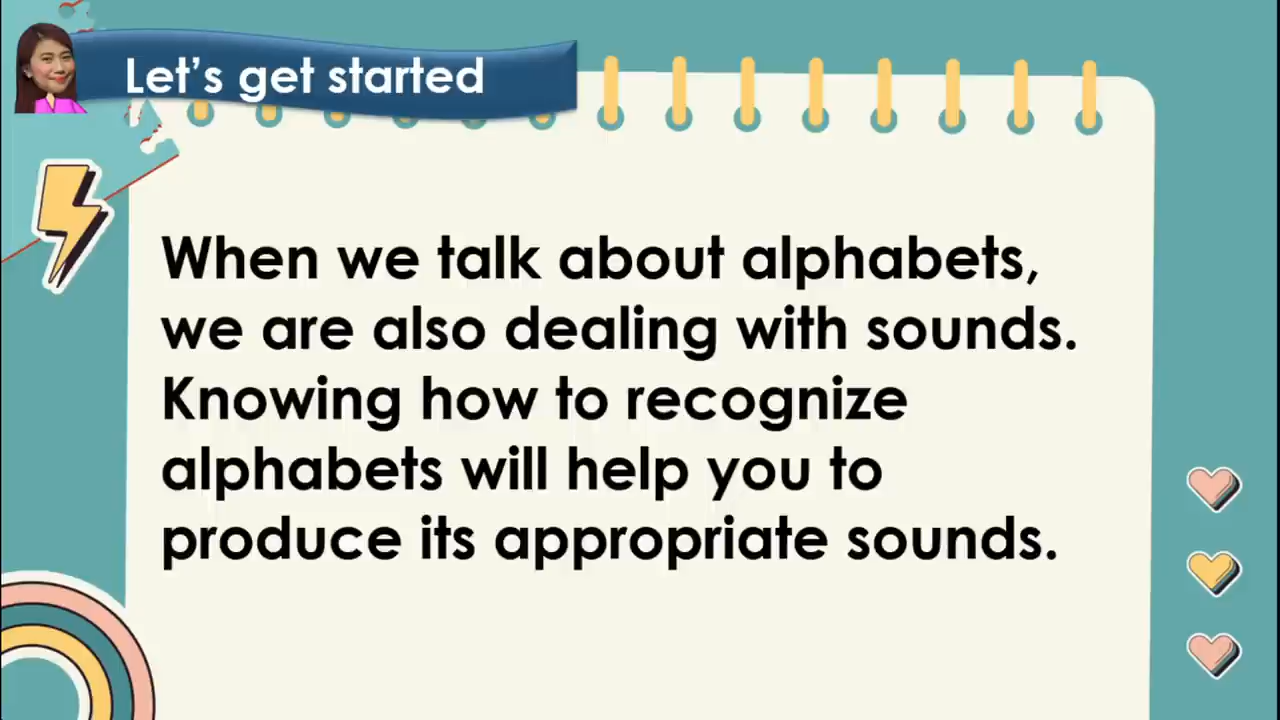 Let's get started
When we talk about alphabets,
we are also dealing with sounds.
Knowing how to recognize
alphabets will help you to
produce its appropriate sounds.